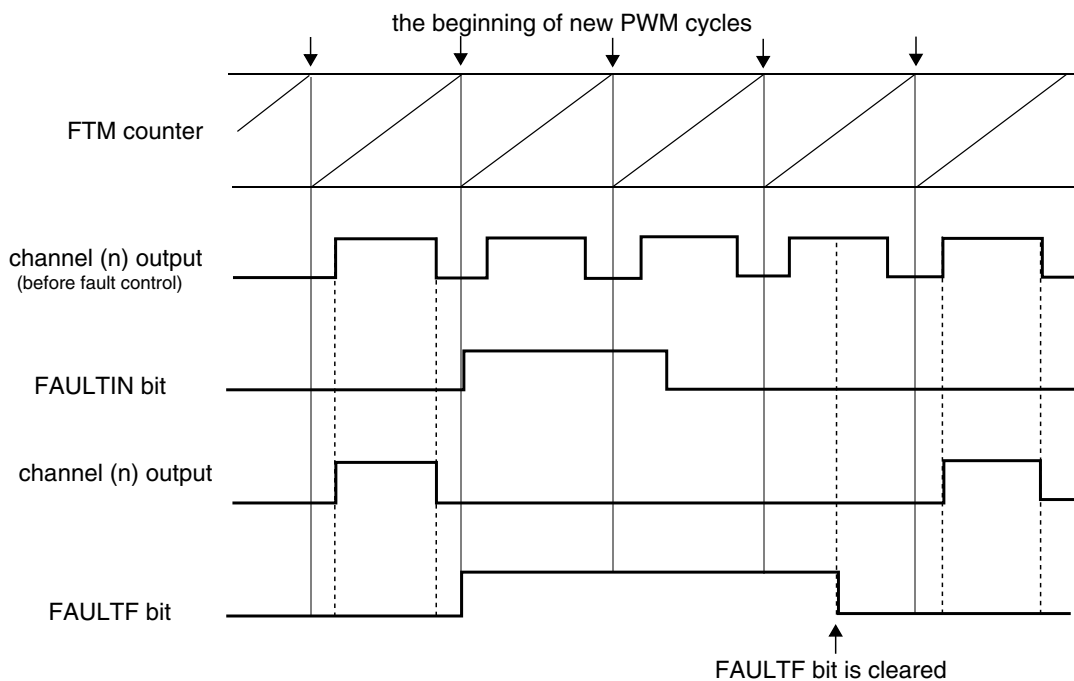 the beginning of new PWM cycles
FTM counter
channel (n) output
(before fault control)
FAULTIN bit
channel (n) output
FAULTF bit
FAULTF bit is cleared